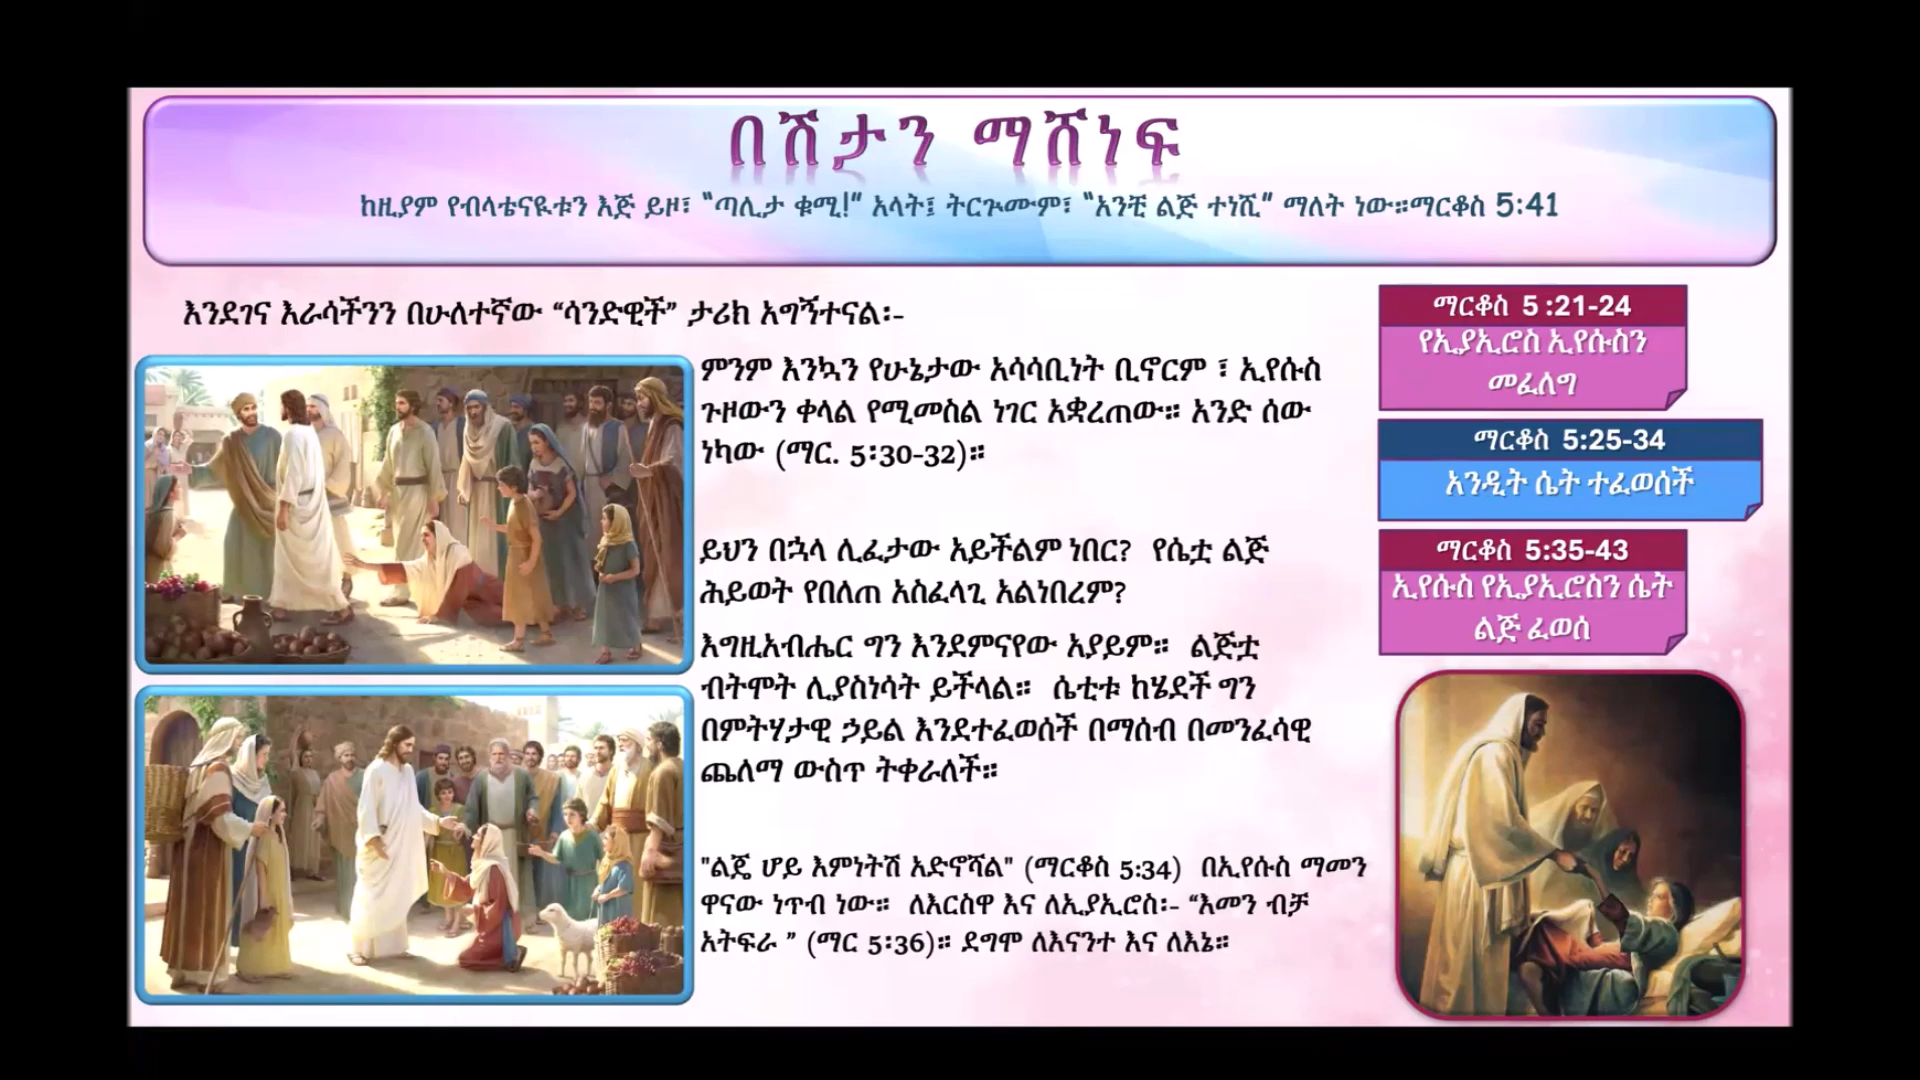 በሽታን ማሸነፍ
ከዚያም የብላቴናዪቱን እጅ ይዞ፣ “ጣሊታ ቁሚ!” አላት፤ ትርጕሙም፣ “አንቺ ልጅ ተነሺ” ማለት ነው።ማርቆስ 5:41
እንደገና እራሳችንን በሁለተኛው “ሳንድዊች” ታሪክ አግኝተናል፡-
ምንም እንኳን የሁኔታው አሳሳቢነት ቢኖርም ፣ ኢየሱስ
ጉዞውን ቀላል የሚመስል ነገር አቋረጠው። አንድ ሰው
ነካው (ማር. 5፡30-32)።
ይህን በኋላ ሊፈታው አይችልም ነበር? የሴቷ ልጅ
ሕይወት የበለጠ አስፈላጊ አልነበረም?
እግዚአብሔር ግን እንደምናየው አያይም። ልጅቷ
ብትሞት ሊያስነሳት ይችላል። ሴቲቱ ከሄደች ግን
በምትሃታዊ ኃይል እንደተፈወሰች በማሰብ በመንፈሳዊ
ጨለማ ውስጥ ትቀራለች።
"ልጄ ሆይ እምነትሽ አድኖሻል" (ማርቆስ 5:34) በኢየሱስ ማመን
ዋናው ነጥብ ነው። ለእርስዋ እና ለኢያኢሮስ፡- “እመን ብቻ
አትፍራ ” (ማር 5፡36)። ደግሞ ለእናንተ እና ለእኔ።
ማርቆስ 5 :21-24
የኢያኢሮስ ኢየሱስን
መፈለግ
ማርቆስ 5:25-34
አንዲት ሴት ተፈወሰች
ማርቆስ 5:35-43
ኢየሱስ የኢያኢሮስን ሴት
ልጅ ፈወሰ